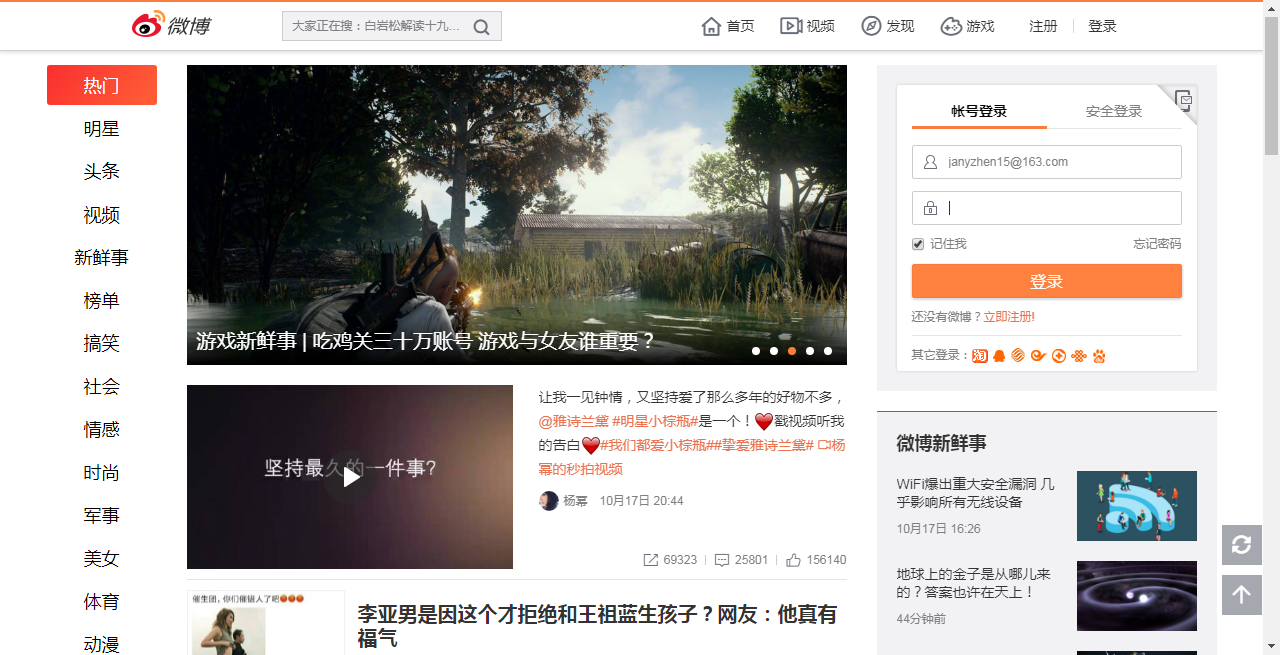 微博
大家正在搜：白岩松解读十九...
首页
视频
发现
游戏
注册
登录
热门
明星
头条
视频
新鲜事
榜单
搞笑
社会
情感
时尚
军事
美女
体育
动漫
游戏新鲜事 | 吃鸡关三十万账号 游戏与女友谁重要？
坚持最久的一件事?
让我一见钟情，又坚持爱了那么多年的好物不多，
@雅诗兰黛 #明星小棕瓶#是一个！❤戳视频听我
的告白❤#我们都爱小棕瓶##挚爱雅诗兰黛# 杨
幂的秒拍视频
杨幂 10月17日 20:44
69323
25801
156140
催生团，你们催错人了吧
李亚男是因这个才拒绝和王祖蓝生孩子？网友：他真有
福气
帐号登录
安全登录
janyzhen15@163.com
记住我
忘记密码
登录
还没有微博？立即注册!
其它登录：
淘
微博新鲜事
WiFi爆出重大安全漏洞 几
乎影响所有无线设备
10月17日 16:26
地球上的金子是从哪儿来
的？答案也许在天上！
44分钟前